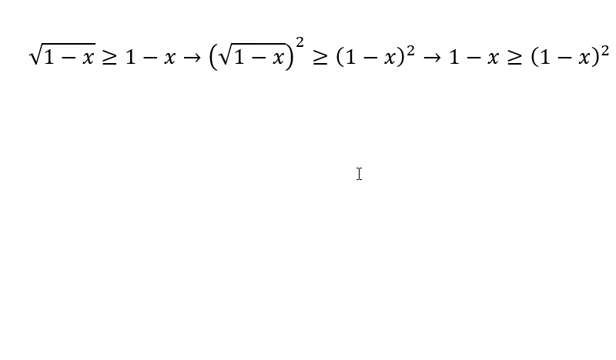 √(1 − x) ≥ 1 − x → (√(1 − x))² ≥ (1 − x)² → 1 − x ≥ (1 − x)²